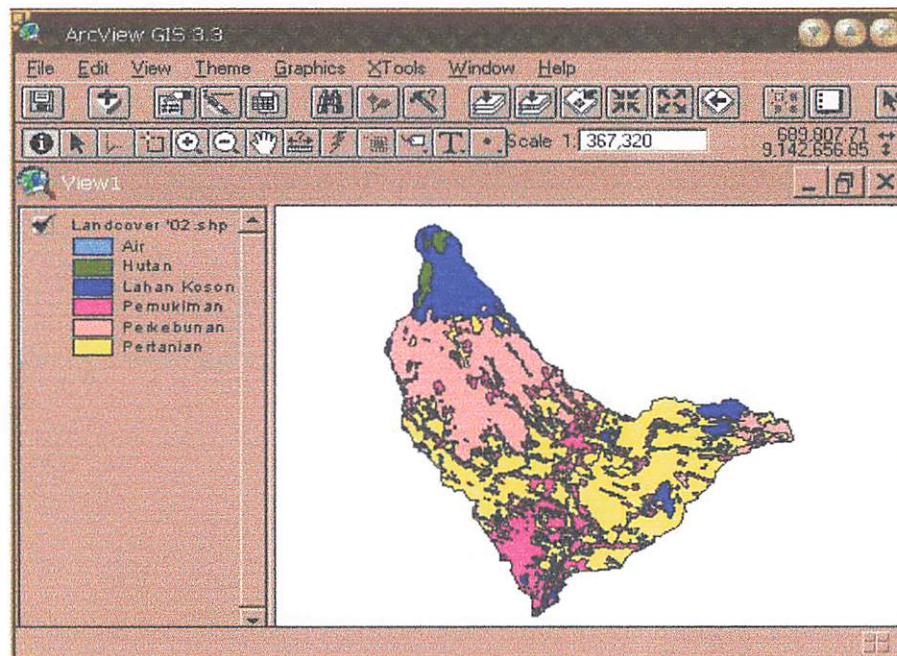 ArcView GIS 3.3
File Edit View Theme Graphics XTools Window Help
Scale 1: 367,320
689,807.71
9,142,656.85
View1
Landcover '02.shp
Air
Hutan
Lahan Koson
Pemukiman
Perkebunan
Pertanian